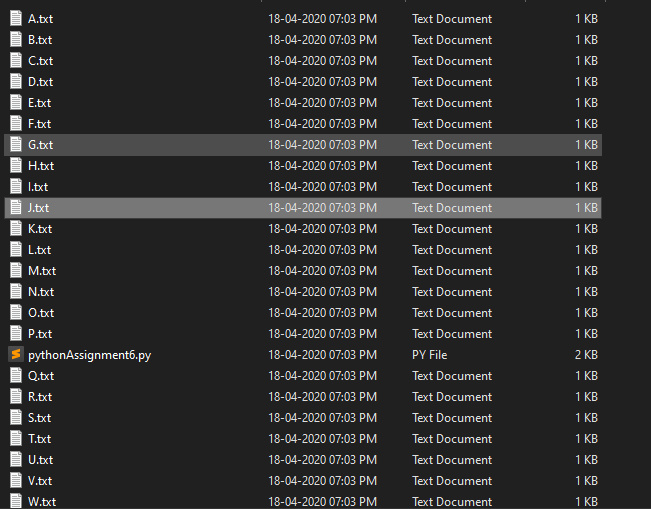 A.txt 18-04-2020 07:03 PM Text Document 1 KB
B.txt 18-04-2020 07:03 PM Text Document 1 KB
C.txt 18-04-2020 07:03 PM Text Document 1 KB
D.txt 18-04-2020 07:03 PM Text Document 1 KB
E.txt 18-04-2020 07:03 PM Text Document 1 KB
F.txt 18-04-2020 07:03 PM Text Document 1 KB
G.txt 18-04-2020 07:03 PM Text Document 1 KB
H.txt 18-04-2020 07:03 PM Text Document 1 KB
I.txt 18-04-2020 07:03 PM Text Document 1 KB
J.txt 18-04-2020 07:03 PM Text Document 1 KB
K.txt 18-04-2020 07:03 PM Text Document 1 KB
L.txt 18-04-2020 07:03 PM Text Document 1 KB
M.txt 18-04-2020 07:03 PM Text Document 1 KB
N.txt 18-04-2020 07:03 PM Text Document 1 KB
O.txt 18-04-2020 07:03 PM Text Document 1 KB
P.txt 18-04-2020 07:03 PM Text Document 1 KB
pythonAssignment6.py 18-04-2020 07:03 PM PY File 2 KB
Q.txt 18-04-2020 07:03 PM Text Document 1 KB
R.txt 18-04-2020 07:03 PM Text Document 1 KB
S.txt 18-04-2020 07:03 PM Text Document 1 KB
T.txt 18-04-2020 07:03 PM Text Document 1 KB
U.txt 18-04-2020 07:03 PM Text Document 1 KB
V.txt 18-04-2020 07:03 PM Text Document 1 KB
W.txt 18-04-2020 07:03 PM Text Document 1 KB